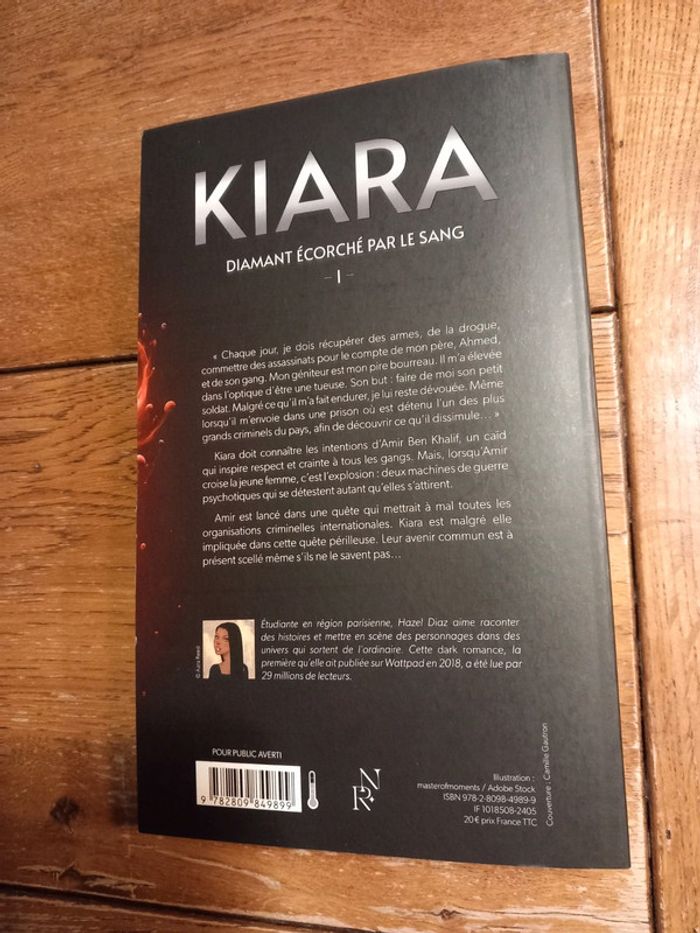 KIARA
DIAMANT ÉCORCHÉ PAR LE SANG
- I -
« Chaque jour, je dois récupérer des armes, de la drogue,
commettre des assassinats pour le compte de mon père, Ahmed,
et de son gang. Mon géniteur est mon pire bourreau. Il m'a élevée
dans l'optique d'être une tueuse. Son but : faire de moi son petit
soldat. Malgré ce qu'il m'a fait endurer, je lui reste dévouée. Même
lorsqu'il m'envoie dans une prison où est détenu l'un des plus
grands criminels du pays, afin de découvrir ce qu'il dissimule… »
Kiara doit connaître les intentions d'Amir Ben Khalif, un caïd
qui inspire respect et crainte à tous les gangs. Mais, lorsqu'Amir
croise la jeune femme, c'est l'explosion : deux machines de guerre
psychotiques qui se détestent autant qu'elles s'attirent.
Amir est lancé dans une quête qui mettrait à mal toutes les
organisations criminelles internationales. Kiara est malgré elle
impliquée dans cette quête périlleuse. Leur avenir commun est à
présent scellé même s'ils ne le savent pas…
Étudiante en région parisienne, Hazel Diaz aime raconter
des histoires et mettre en scène des personnages dans des
univers qui sortent de l'ordinaire. Cette dark romance, la
première qu'elle ait publiée sur Wattpad en 2018, a été lue par
29 millions de lecteurs.
POUR PUBLIC AVERTI
9 782809 849899
NR
Illustration :
masterofmoments / Adobe Stock
ISBN 978-2-8098-4989-9
IF 1018508-2405
20 € prix France TTC
Couverture : Camille Gautron